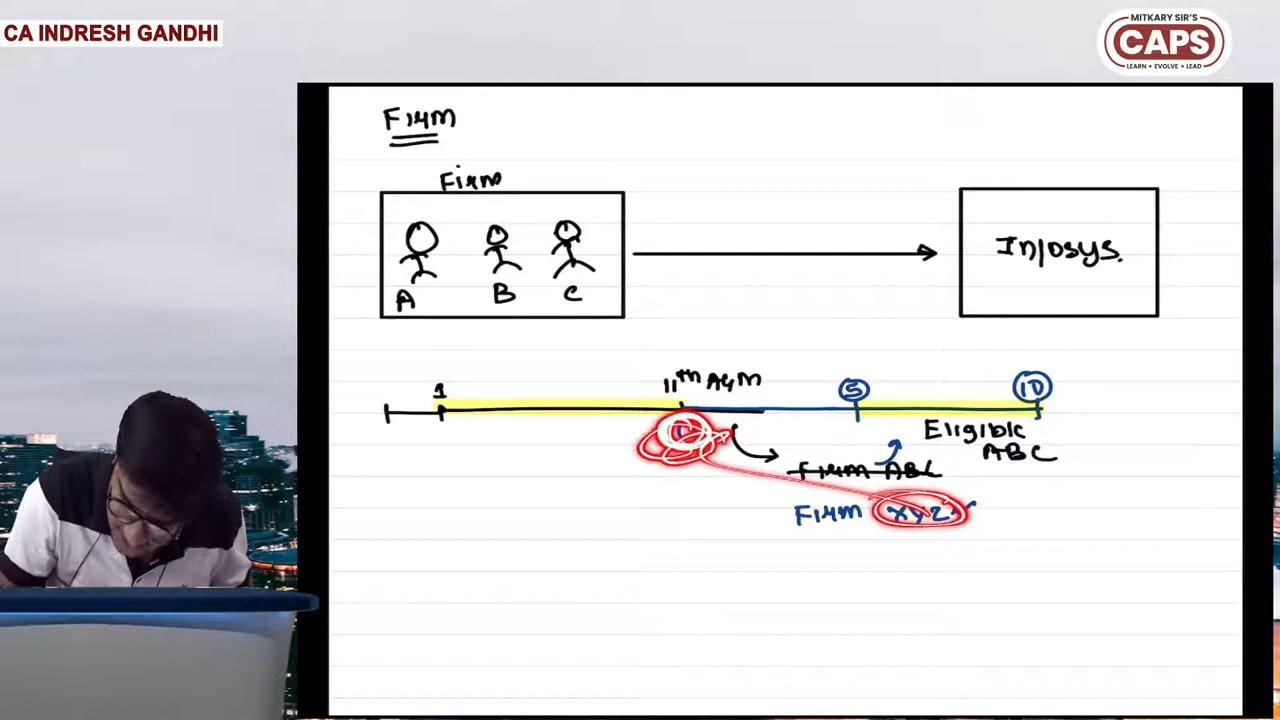 CA INDRESH GANDHI
MITKARY SIR'S
CAPS
LEARN • EVOLVE • LEAD
Firm
Firm
A B C
Infosys.
1 11th AGM 5 10
Eligible
ABC
Firm ABC
Firm XYZ